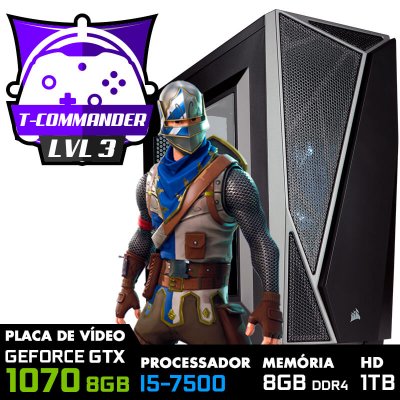 T-COMMANDER
LVL 3
PLACA DE VÍDEO
GEFORCE GTX
1070 8GB
PROCESSADOR
I5-7500
MEMÓRIA
8GB DDR4
HD
1TB